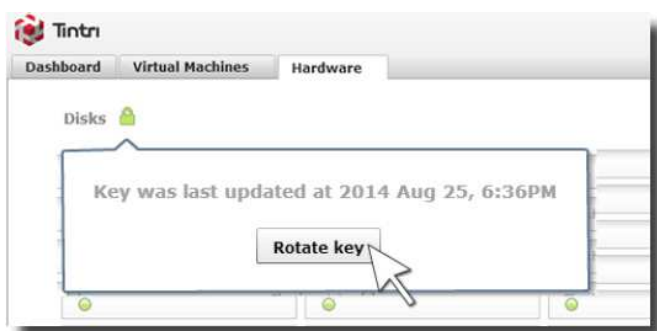 Tintri
Dashboard Virtual Machines Hardware
Disks
Key was last updated at 2014 Aug 25, 6:36PM
Rotate key